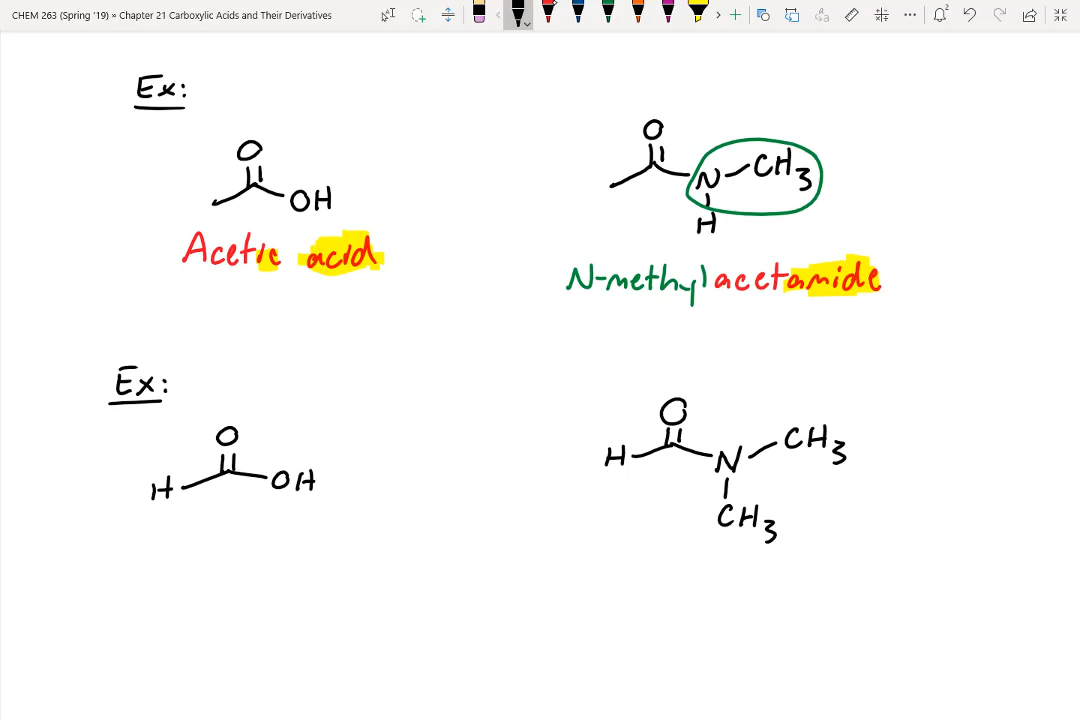 CHEM 263 (Spring '19) » Chapter 21 Carboxylic Acids and Their Derivatives
2
Ex:
O
OH
Acetic acid
O
N CH3
H
N-methylacetamide
Ex:
O
H OH
O
H N CH3
CH3